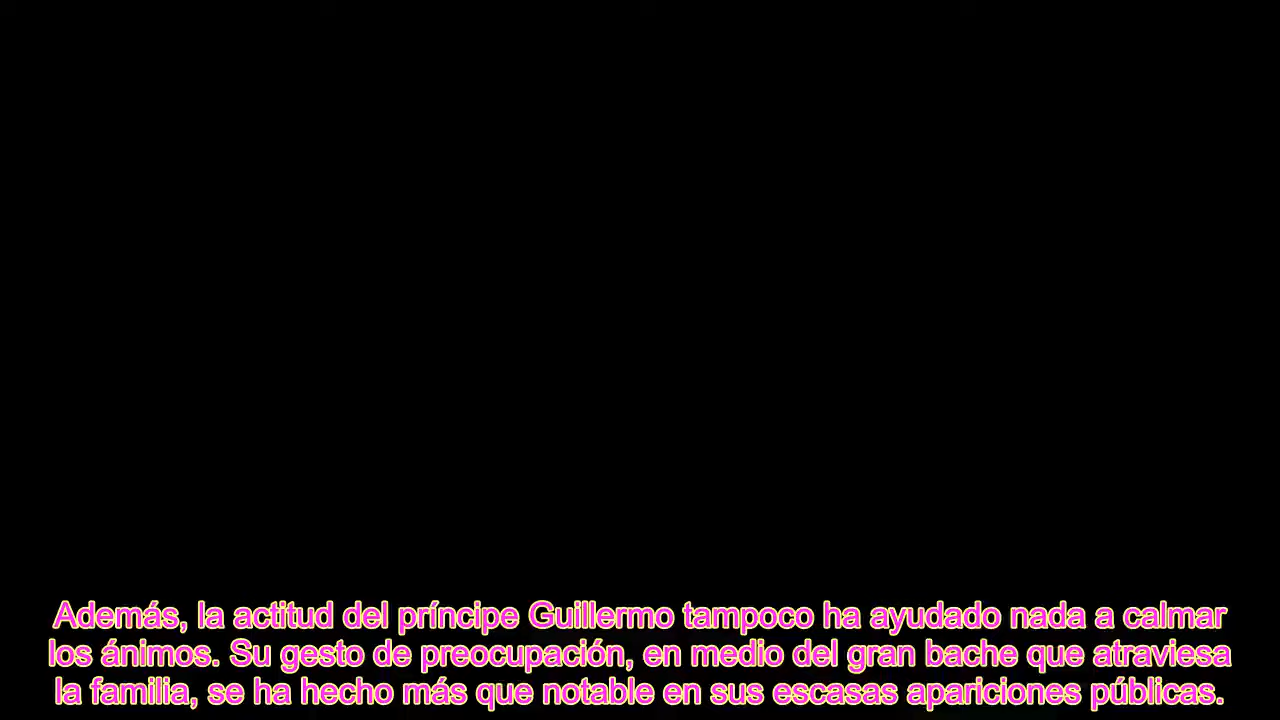 Además, la actitud del príncipe Guillermo tampoco ha ayudado nada a calmar
los ánimos. Su gesto de preocupación, en medio del gran bache que atraviesa
la familia, se ha hecho más que notable en sus escasas apariciones públicas.